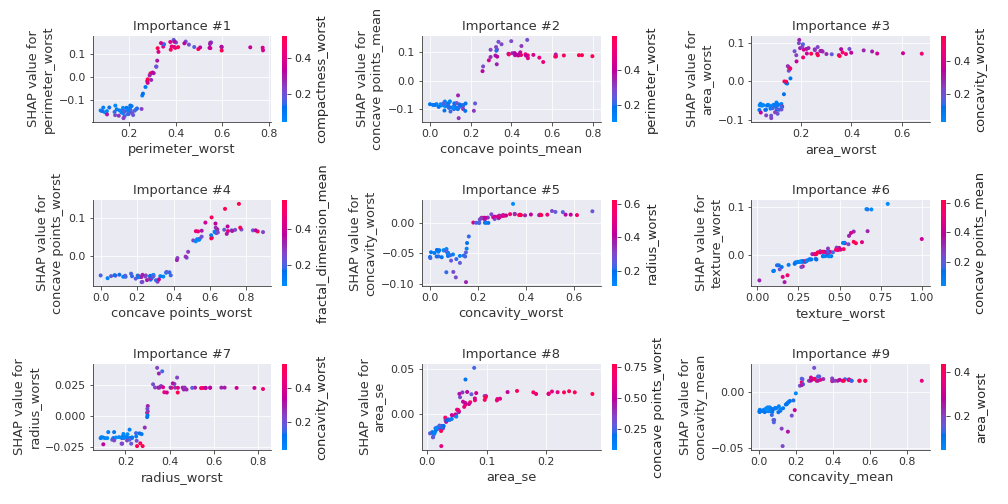 Importance #1
Importance #2
Importance #3
SHAP value for
perimeter_worst
0.1
0.0
−0.1
0.2
0.4
0.6
0.8
perimeter_worst
0.4
0.2
compactness_worst
SHAP value for
concave points_mean
0.1
0.0
−0.1
0.0
0.2
0.4
0.6
0.8
concave points_mean
0.4
0.2
perimeter_worst
SHAP value for
area_worst
0.1
0.0
−0.1
0.2
0.4
0.6
area_worst
0.4
0.2
concavity_worst
Importance #4
Importance #5
Importance #6
SHAP value for
concave points_worst
0.1
0.0
0.0
0.2
0.4
0.6
0.8
concave points_worst
0.4
0.2
fractal_dimension_mean
SHAP value for
concavity_worst
0.00
−0.05
−0.10
0.0
0.2
0.4
0.6
concavity_worst
0.6
0.4
0.2
radius_worst
SHAP value for
texture_worst
0.1
0.0
0.00
0.25
0.50
0.75
1.00
texture_worst
0.6
0.4
0.2
concave points_mean
Importance #7
Importance #8
Importance #9
SHAP value for
radius_worst
0.025
0.000
−0.025
0.2
0.4
0.6
0.8
radius_worst
0.4
0.2
concavity_worst
SHAP value for
area_se
0.05
0.00
0.0
0.1
0.2
area_se
0.75
0.50
0.25
concave points_worst
SHAP value for
concavity_mean
0.00
−0.05
0.0
0.2
0.4
0.6
0.8
concavity_mean
0.4
0.2
area_worst